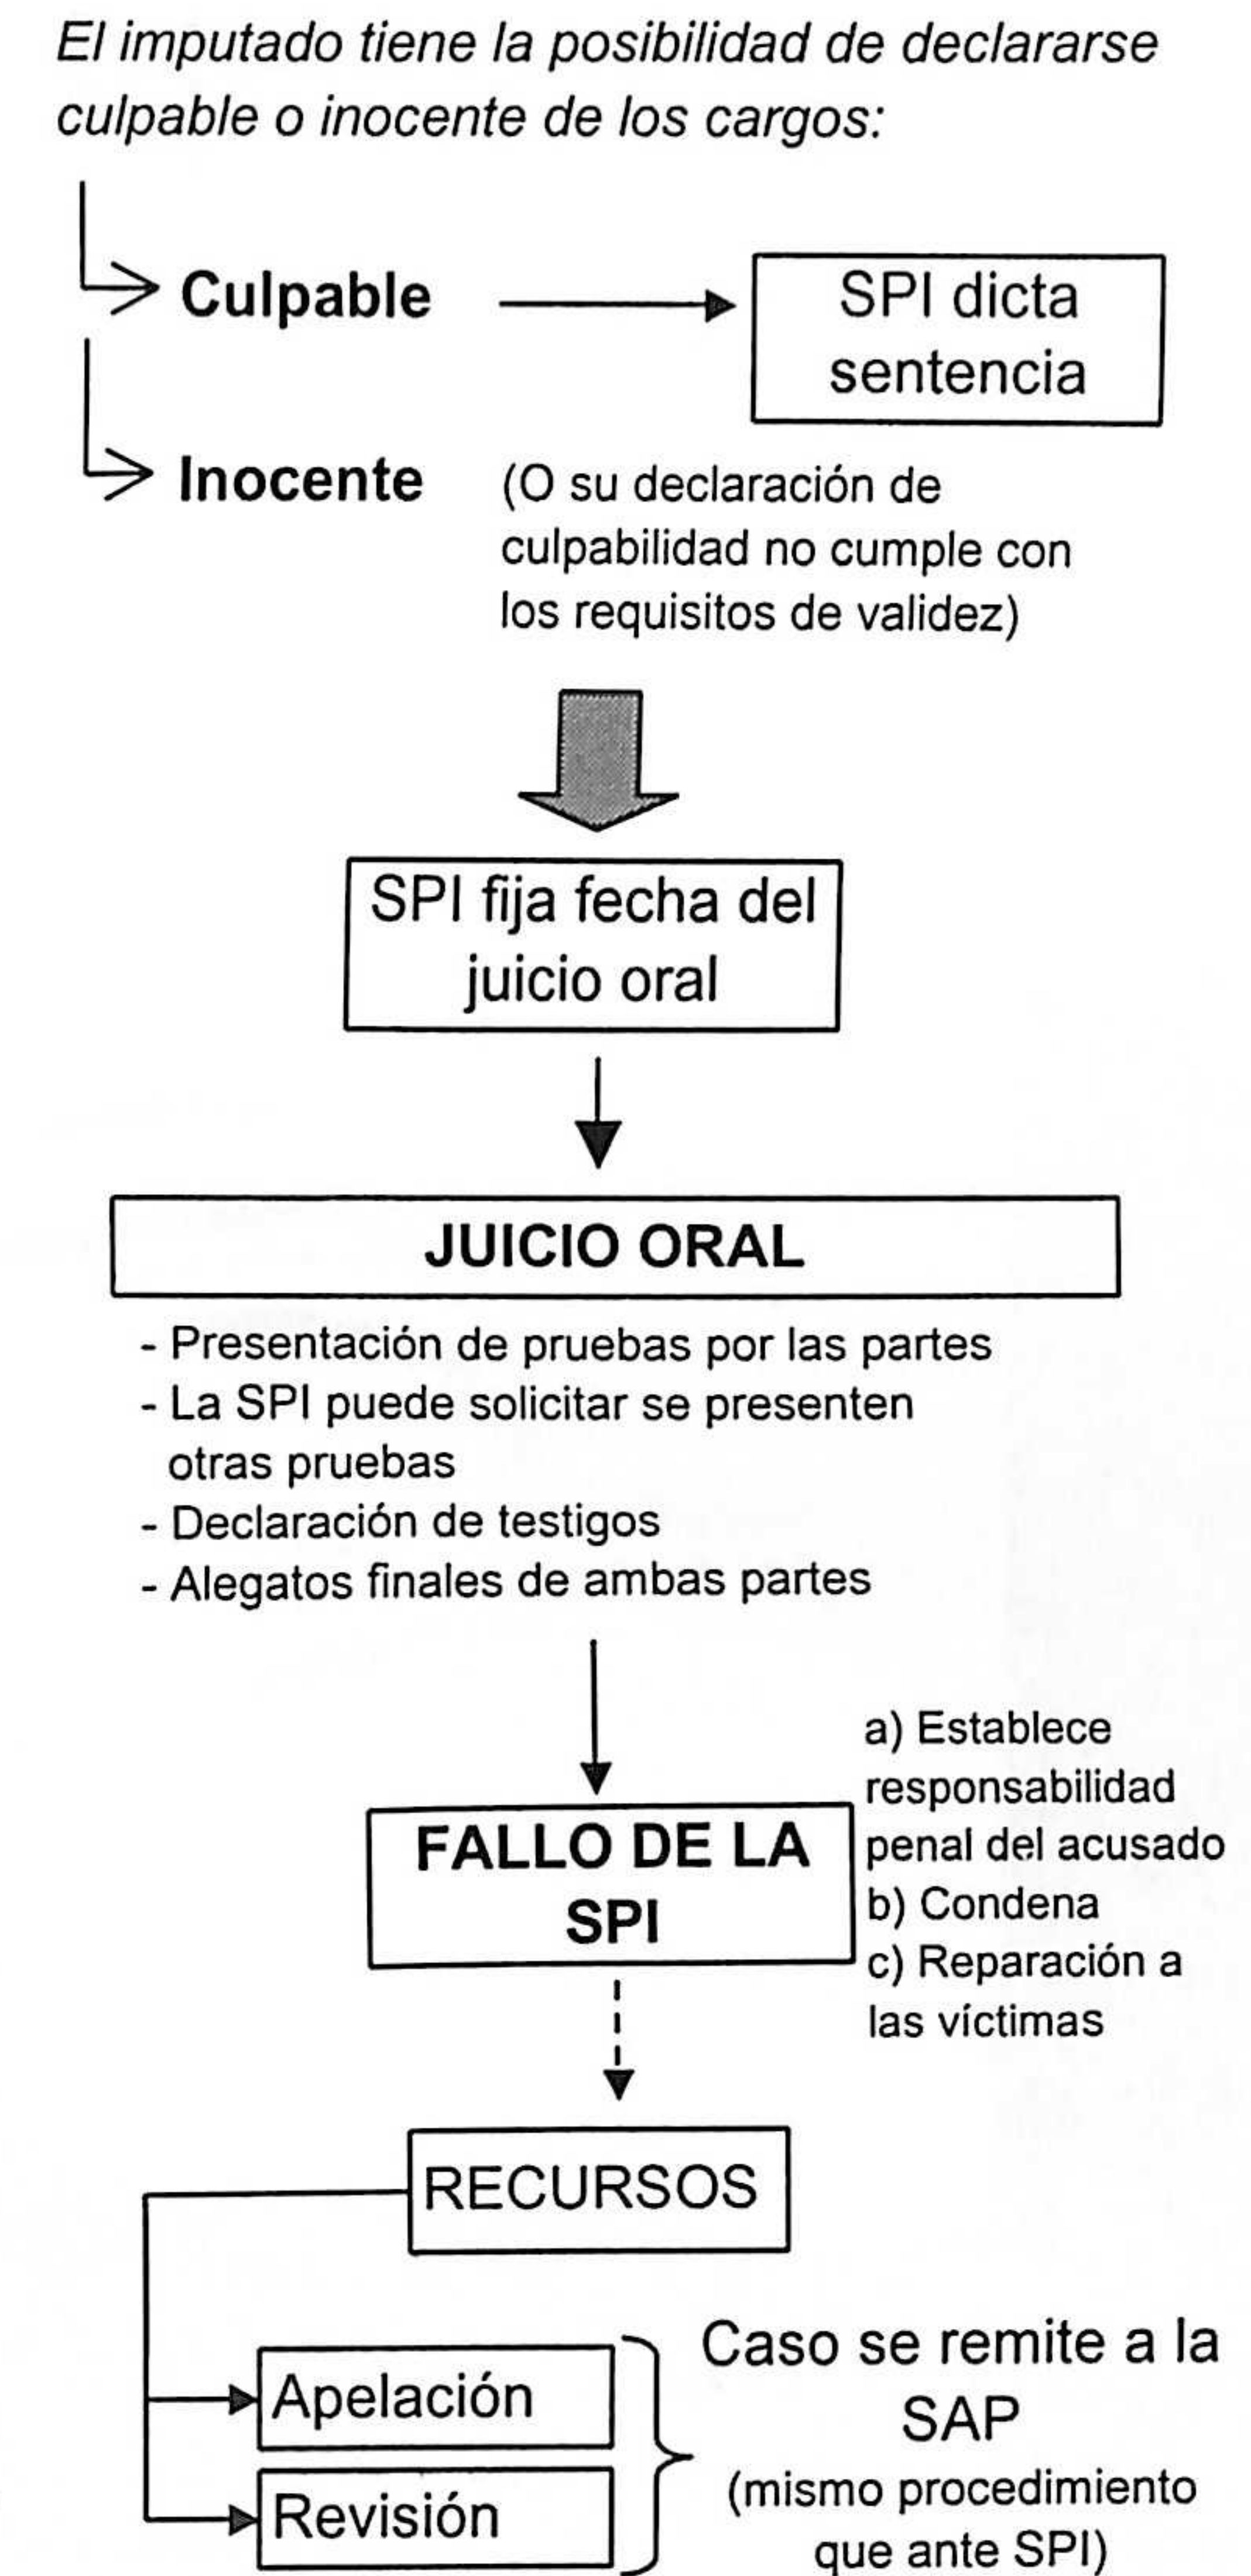 El imputado tiene la posibilidad de declararse
culpable o inocente de los cargos:
Culpable
SPI dicta
sentencia
Inocente
(O su declaración de
culpabilidad no cumple con
los requisitos de validez)
SPI fija fecha del
juicio oral
JUICIO ORAL
- Presentación de pruebas por las partes
- La SPI puede solicitar se presenten
otras pruebas
- Declaración de testigos
- Alegatos finales de ambas partes
FALLO DE LA
SPI
a) Establece
responsabilidad
penal del acusado
b) Condena
c) Reparación a
las víctimas
RECURSOS
Apelación
Revisión
Caso se remite a la
SAP
(mismo procedimiento
que ante SPI)